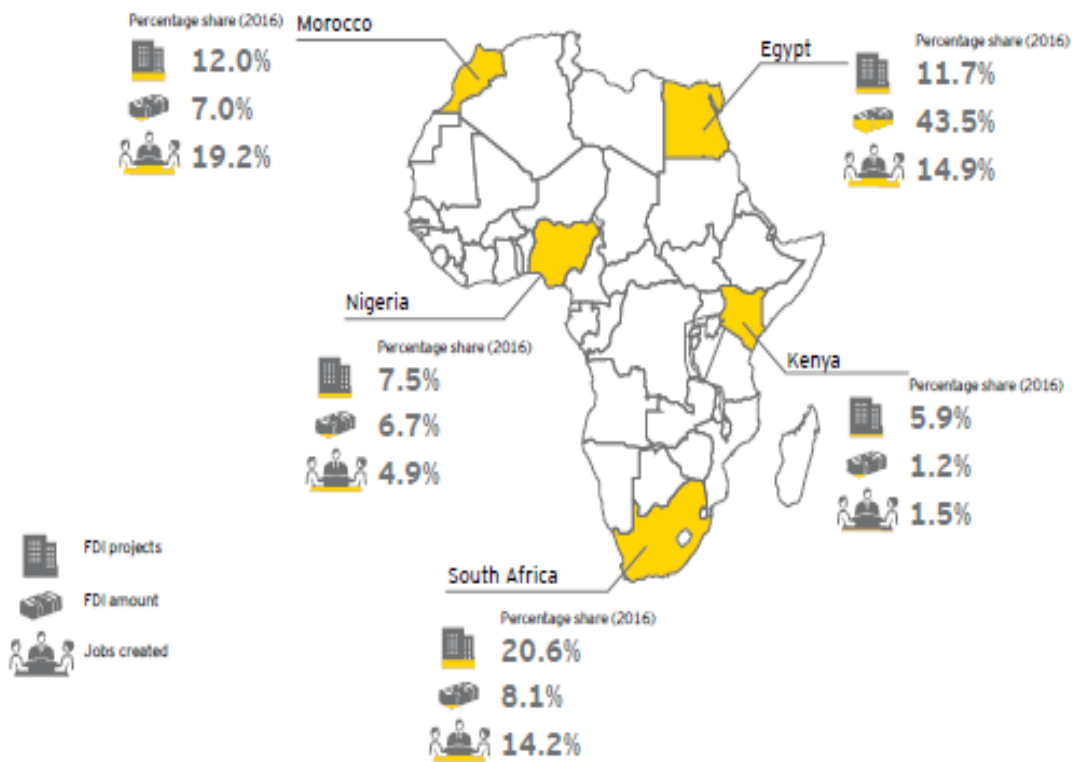 Percentage share (2016)
Morocco
12.0%
7.0%
19.2%
Egypt
Percentage share (2016)
11.7%
43.5%
14.9%
Nigeria
Percentage share (2016)
7.5%
6.7%
4.9%
Kenya
Percentage share (2016)
5.9%
1.2%
1.5%
South Africa
Percentage share (2016)
20.6%
8.1%
14.2%
FDI projects
FDI amount
Jobs created